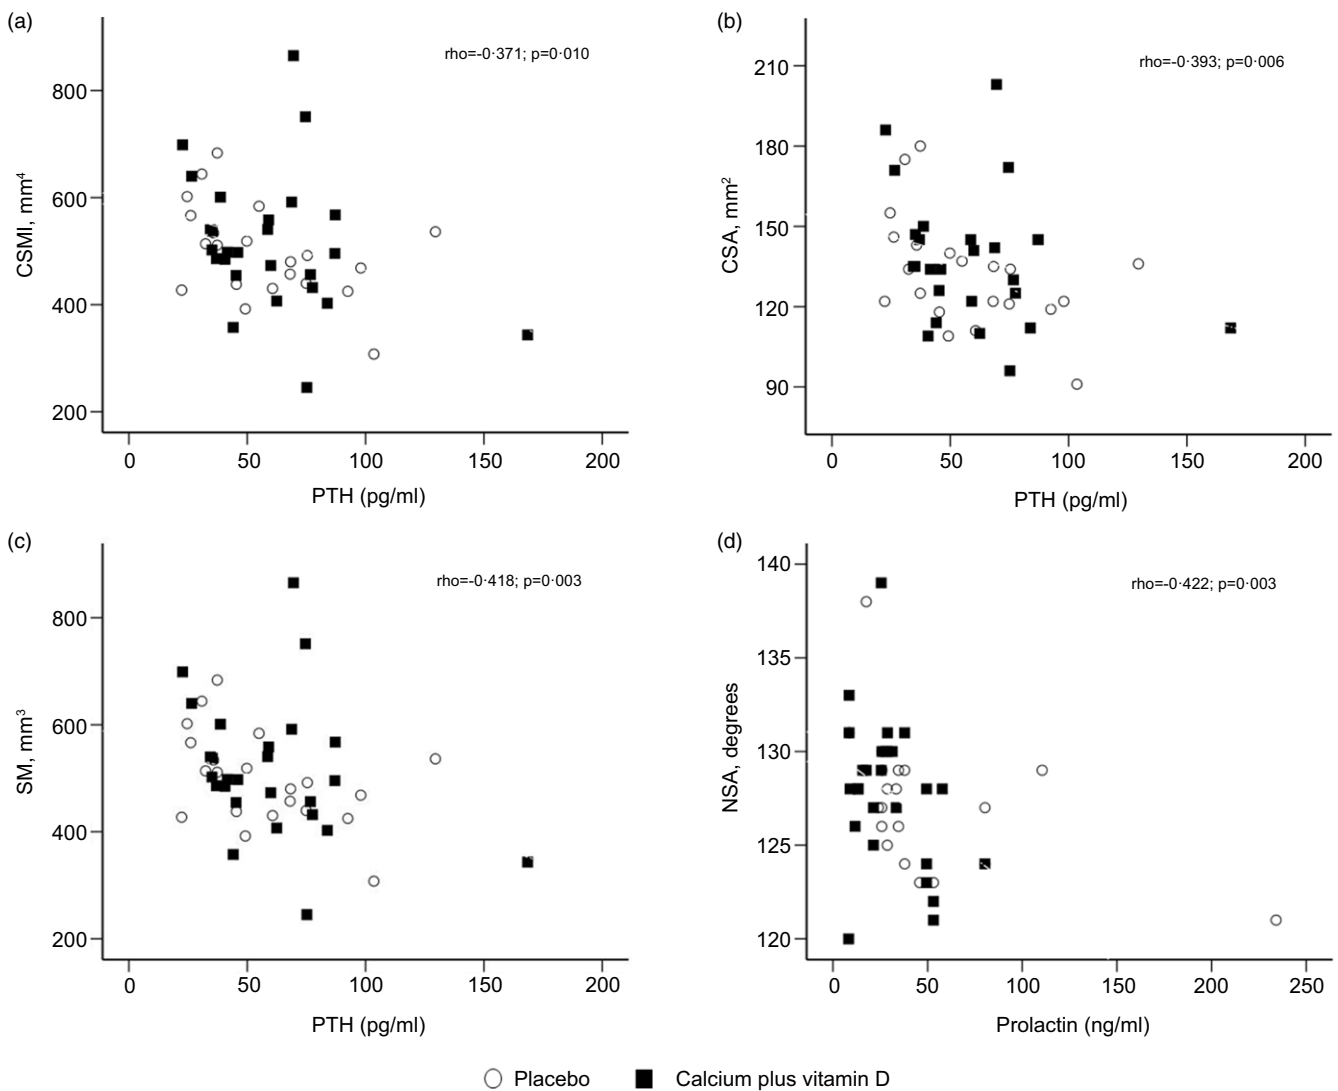 (a)
rho=-0·371; p=0·010
800
600
400
200
CSMI, mm⁴
0 50 100 150 200
PTH (pg/ml)
(b)
rho=-0·393; p=0·006
210
180
150
120
90
CSA, mm²
0 50 100 150 200
PTH (pg/ml)
(c)
rho=-0·418; p=0·003
800
600
400
200
SM, mm³
0 50 100 150 200
PTH (pg/ml)
(d)
rho=-0·422; p=0·003
140
135
130
125
120
NSA, degrees
0 50 100 150 200 250
Prolactin (ng/ml)
Placebo Calcium plus vitamin D